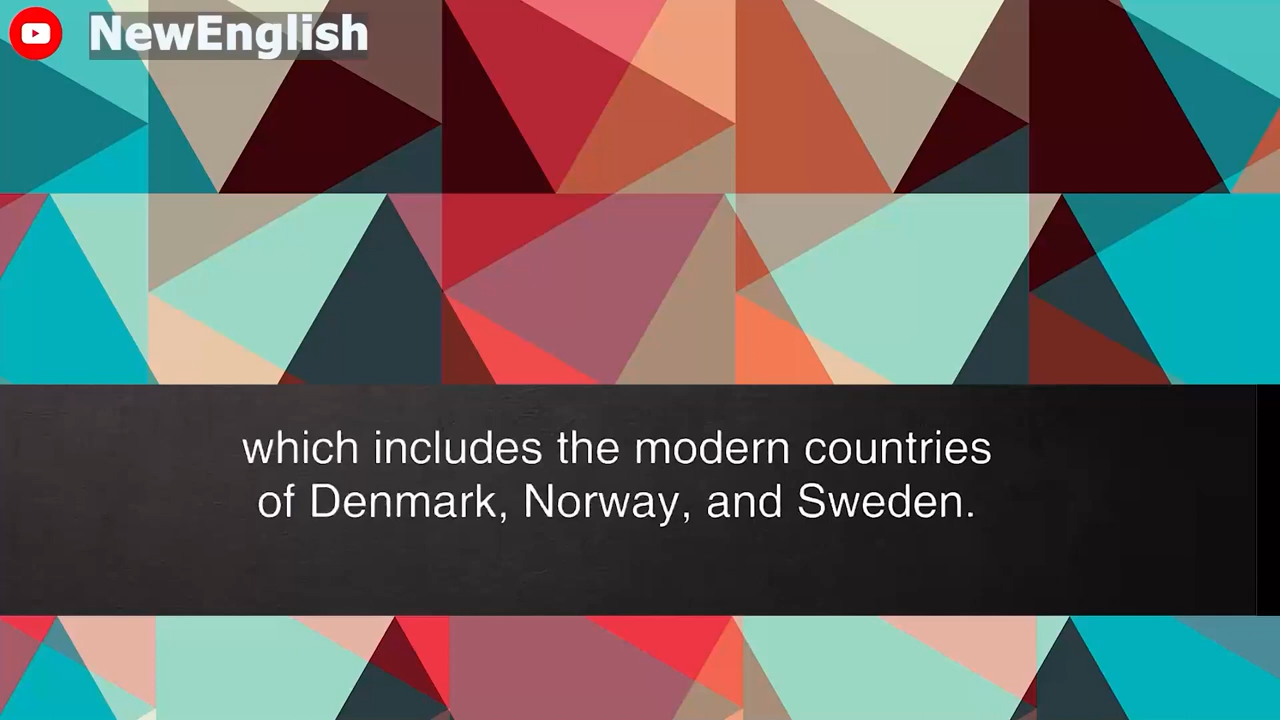 NewEnglish
which includes the modern countries
of Denmark, Norway, and Sweden.